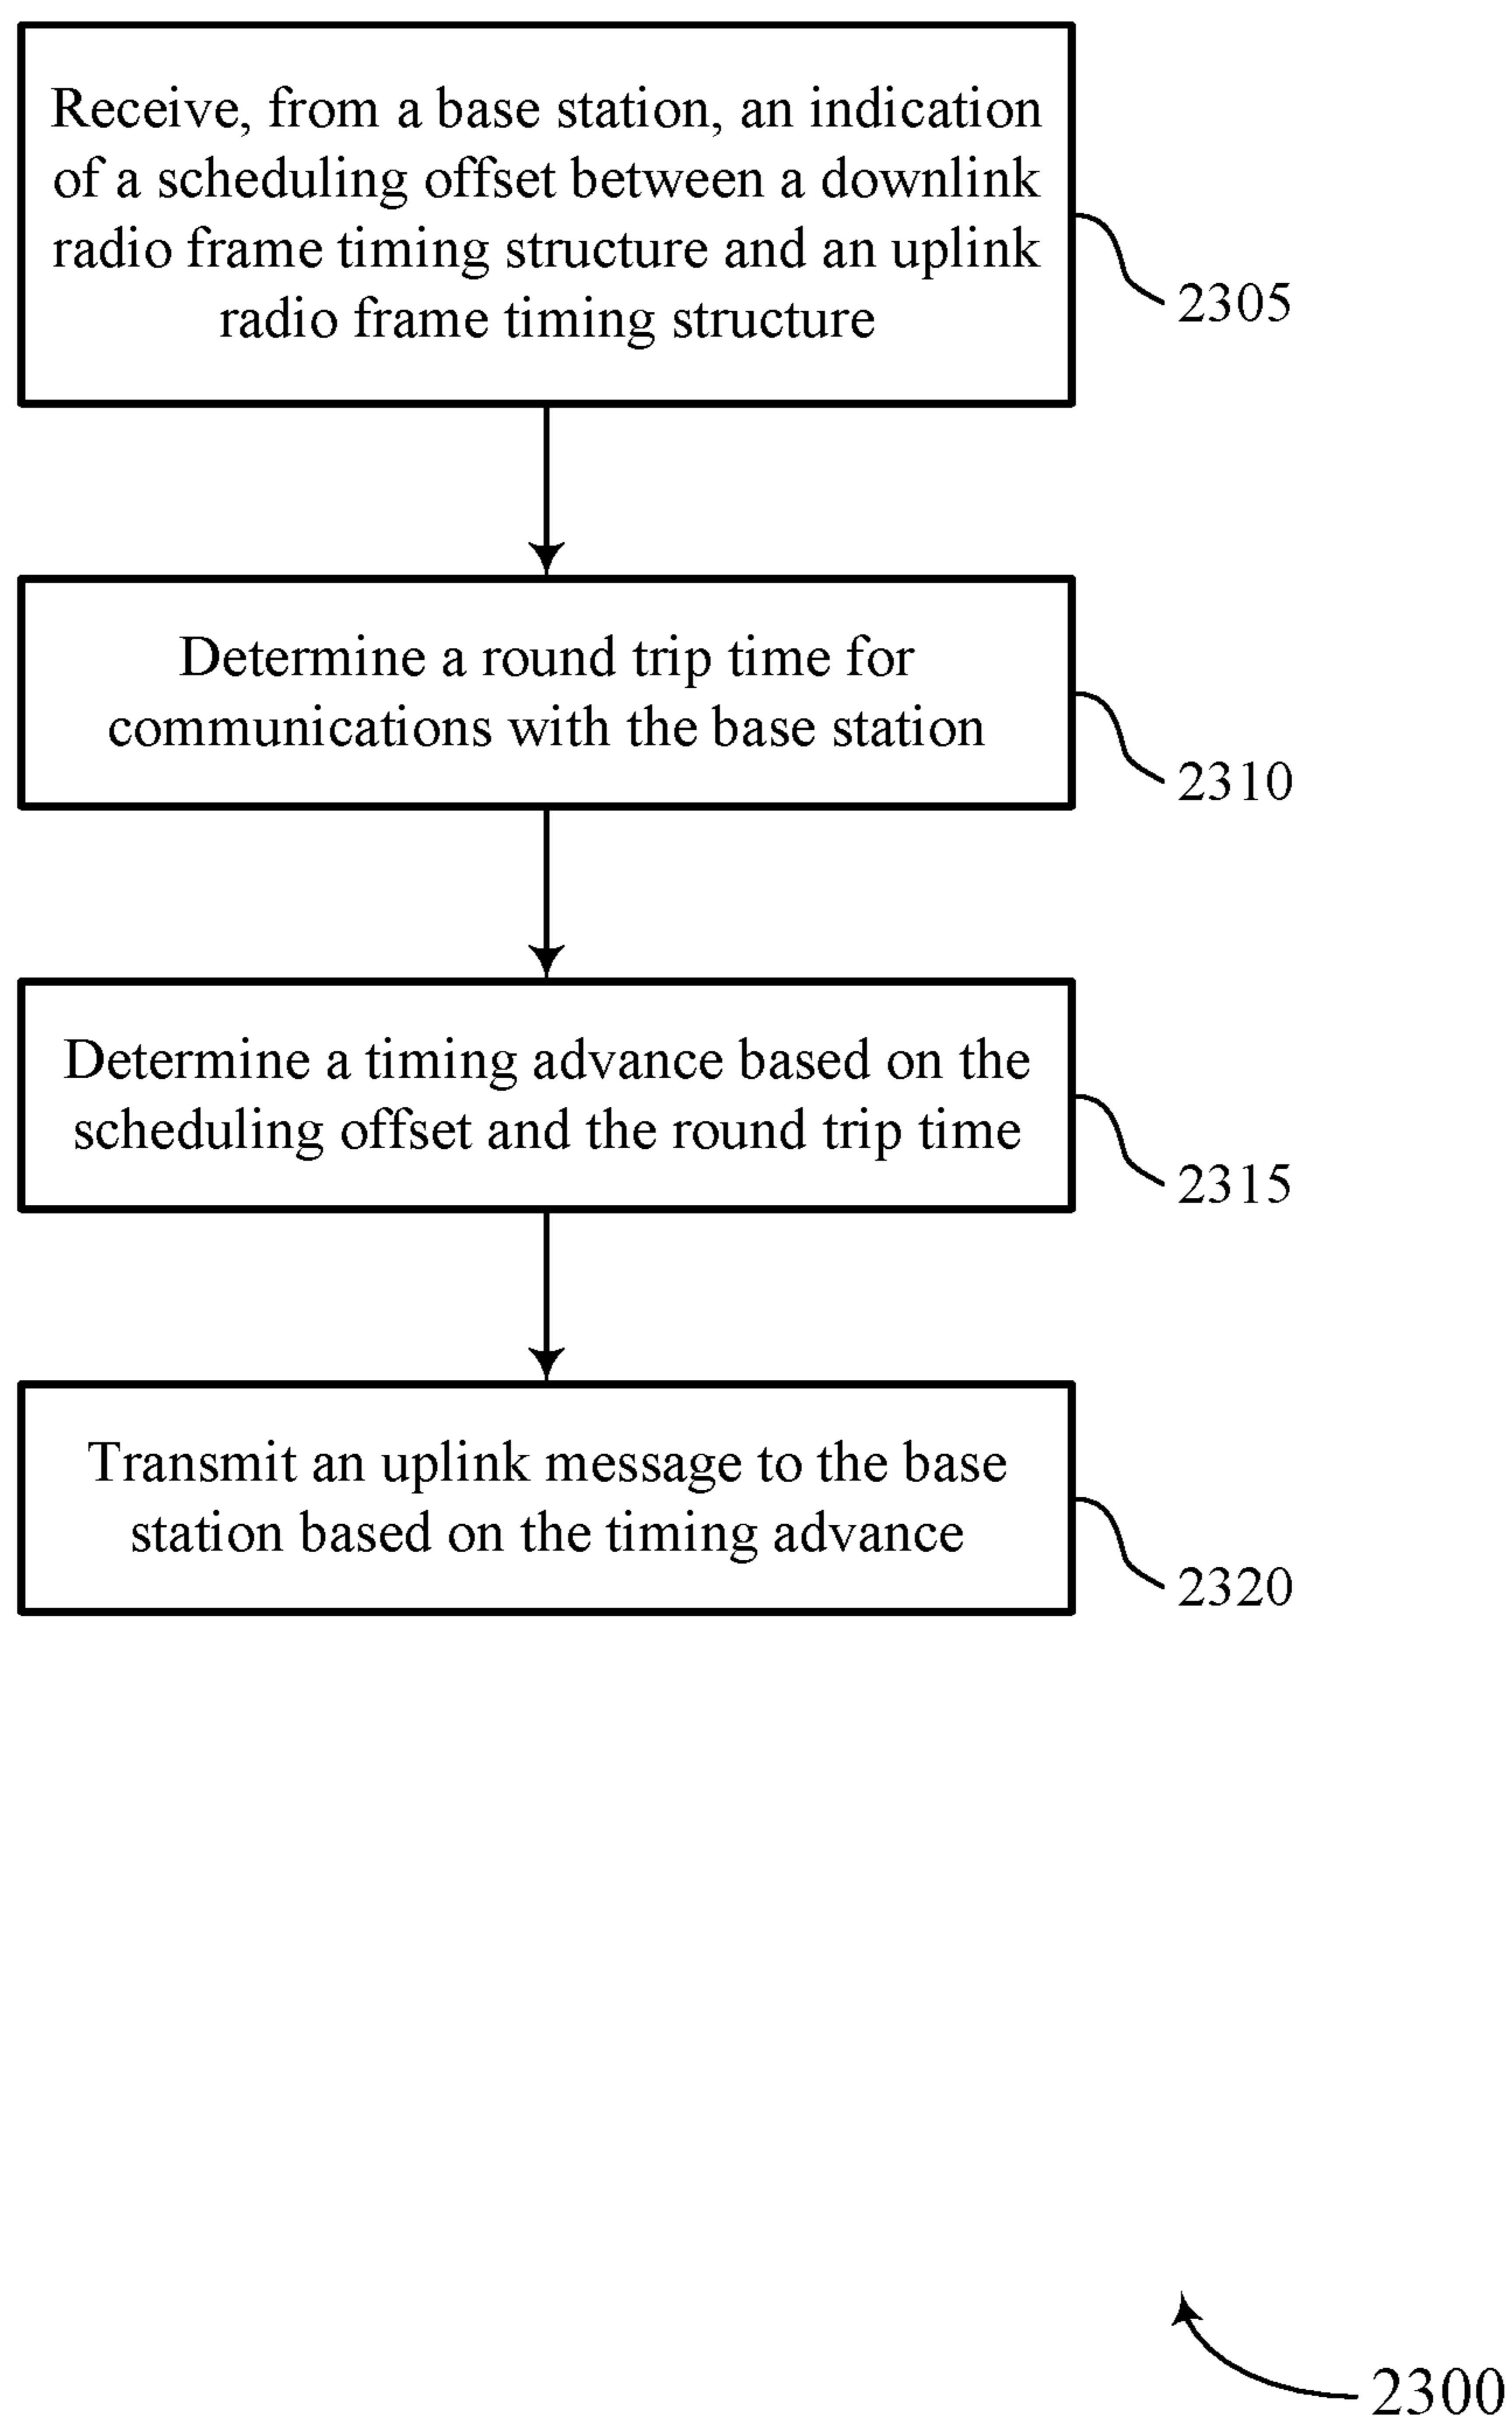 Receive, from a base station, an indication
of a scheduling offset between a downlink
radio frame timing structure and an uplink
radio frame timing structure
2305
Determine a round trip time for
communications with the base station
2310
Determine a timing advance based on the
scheduling offset and the round trip time
2315
Transmit an uplink message to the base
station based on the timing advance
2320
2300